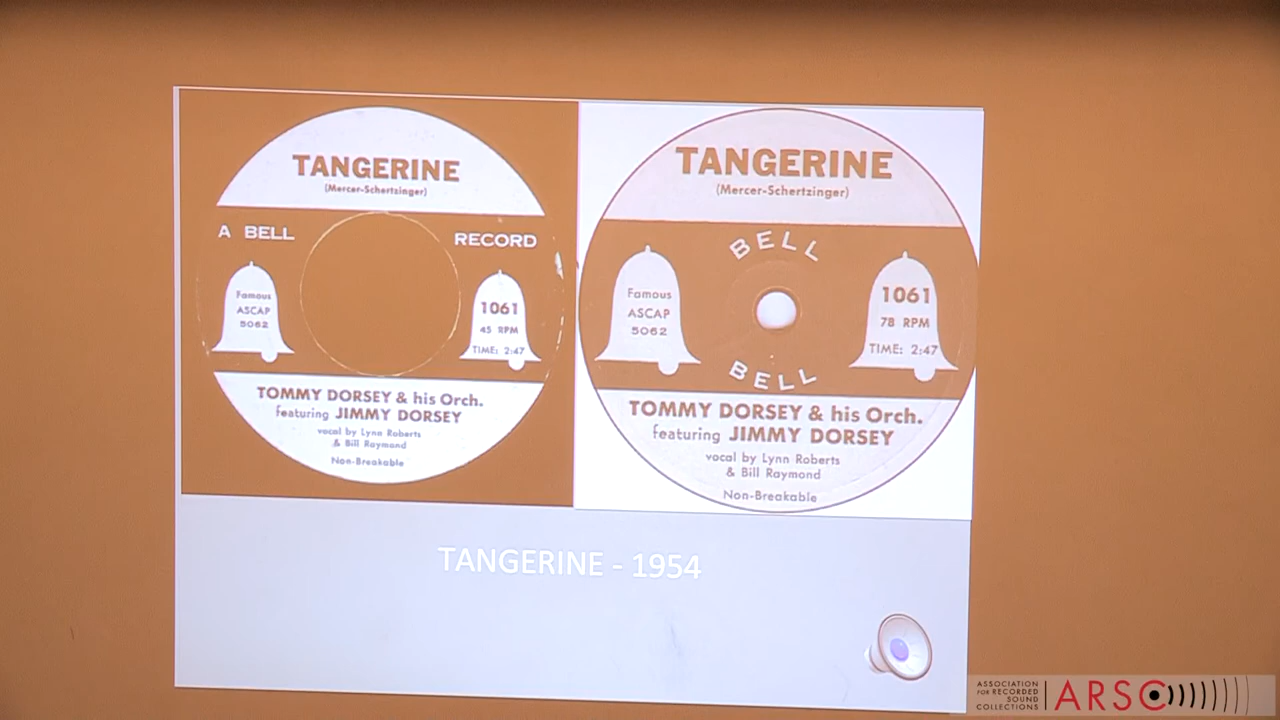 TANGERINE
(Mercer-Schertzinger)
A BELL RECORD
Famous
ASCAP
5062
1061
45 RPM
TIME: 2:47
TOMMY DORSEY & his Orch.
featuring JIMMY DORSEY
vocal by Lynn Roberts
& Bill Raymond
Non-Breakable
TANGERINE
(Mercer-Schertzinger)
BELL
Famous
ASCAP
5062
1061
78 RPM
TIME: 2:47
BELL
TOMMY DORSEY & his Orch.
featuring JIMMY DORSEY
vocal by Lynn Roberts
& Bill Raymond
Non-Breakable
TANGERINE - 1954
ASSOCIATION
FOR RECORDED
SOUND
COLLECTIONS
ARSC